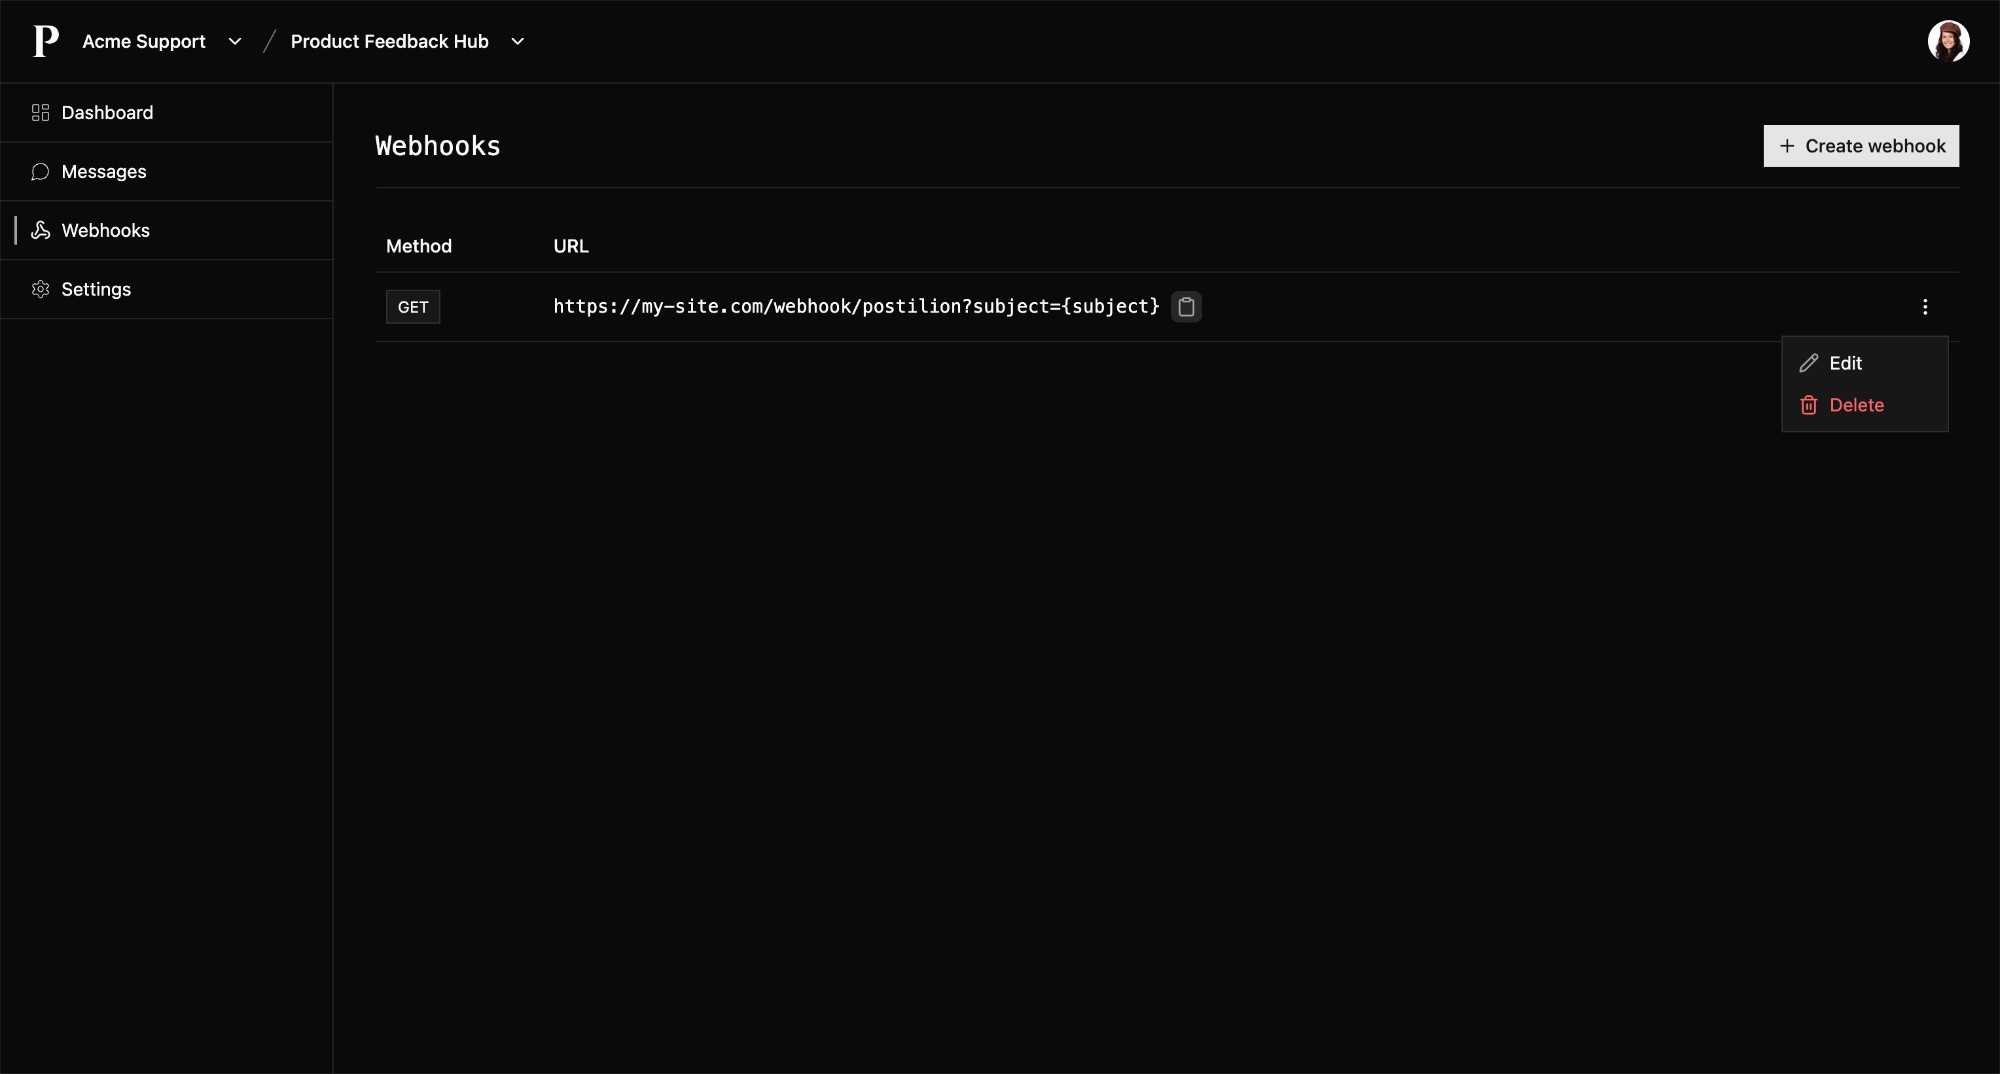 P Acme Support / Product Feedback Hub
Dashboard
Messages
Webhooks
Settings
Webhooks
+ Create webhook
Method URL
GET https://my-site.com/webhook/postilion?subject={subject}
Edit
Delete